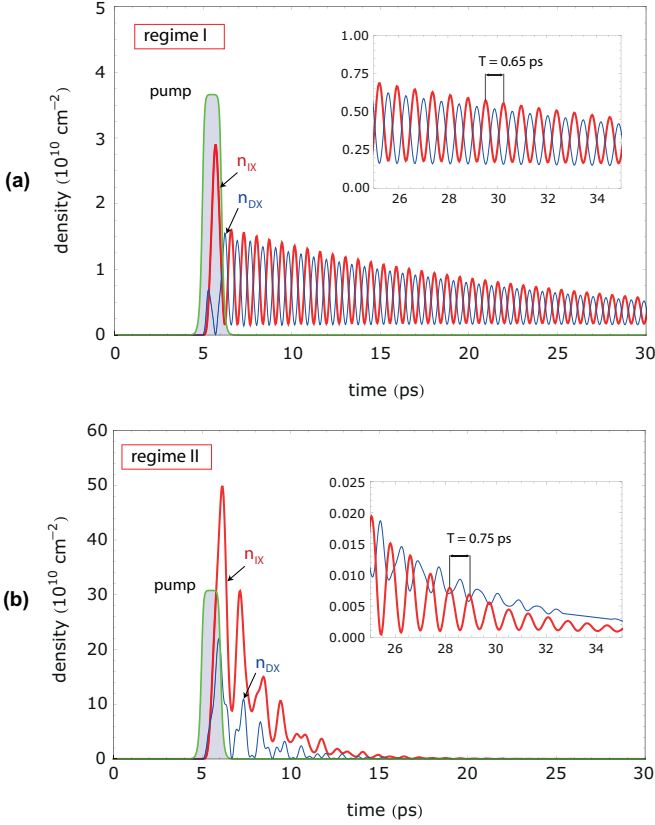 regime I
5
4
3
2
1
0
0 5 10 15 20 25 30
density (10¹⁰ cm⁻²)
time (ps)
pump
n_IX
n_DX
(a)
1.00
0.75
0.50
0.25
0.00
26 28 30 32 34
T = 0.65 ps
regime II
60
50
40
30
20
10
0
0 5 10 15 20 25 30
density (10¹⁰ cm⁻²)
time (ps)
pump
n_IX
n_DX
(b)
0.025
0.020
0.015
0.010
0.005
0.000
26 28 30 32 34
T = 0.75 ps